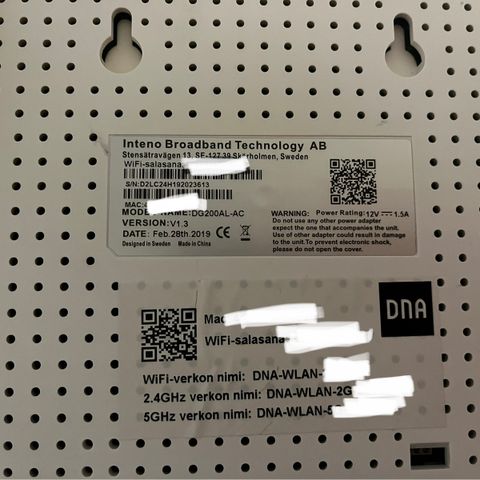 Inteno Broadband Technology AB
Stensätravägen 13, SE-127 39 Skärholmen, Sweden
WiFi-salasana:
S/N: D2LC24H192023613
MAC:
MODEL NAME:DG200AL-AC
VERSION: V1.3
DATE: Feb.28th.2019
Designed in Sweden Made in China
CE
WARNING: Power Rating: 12V 1.5A
Do not use any other power adapter
expect the one that accompanies the unit.
Use of other adapter could result in damage
to the unit.To prevent electronic shock,
please do not open the cover.
DNA
Mac
WiFi-salasana
WiFi-verkon nimi: DNA-WLAN-
2.4GHz verkon nimi: DNA-WLAN-2G
5GHz verkon nimi: DNA-WLAN-5